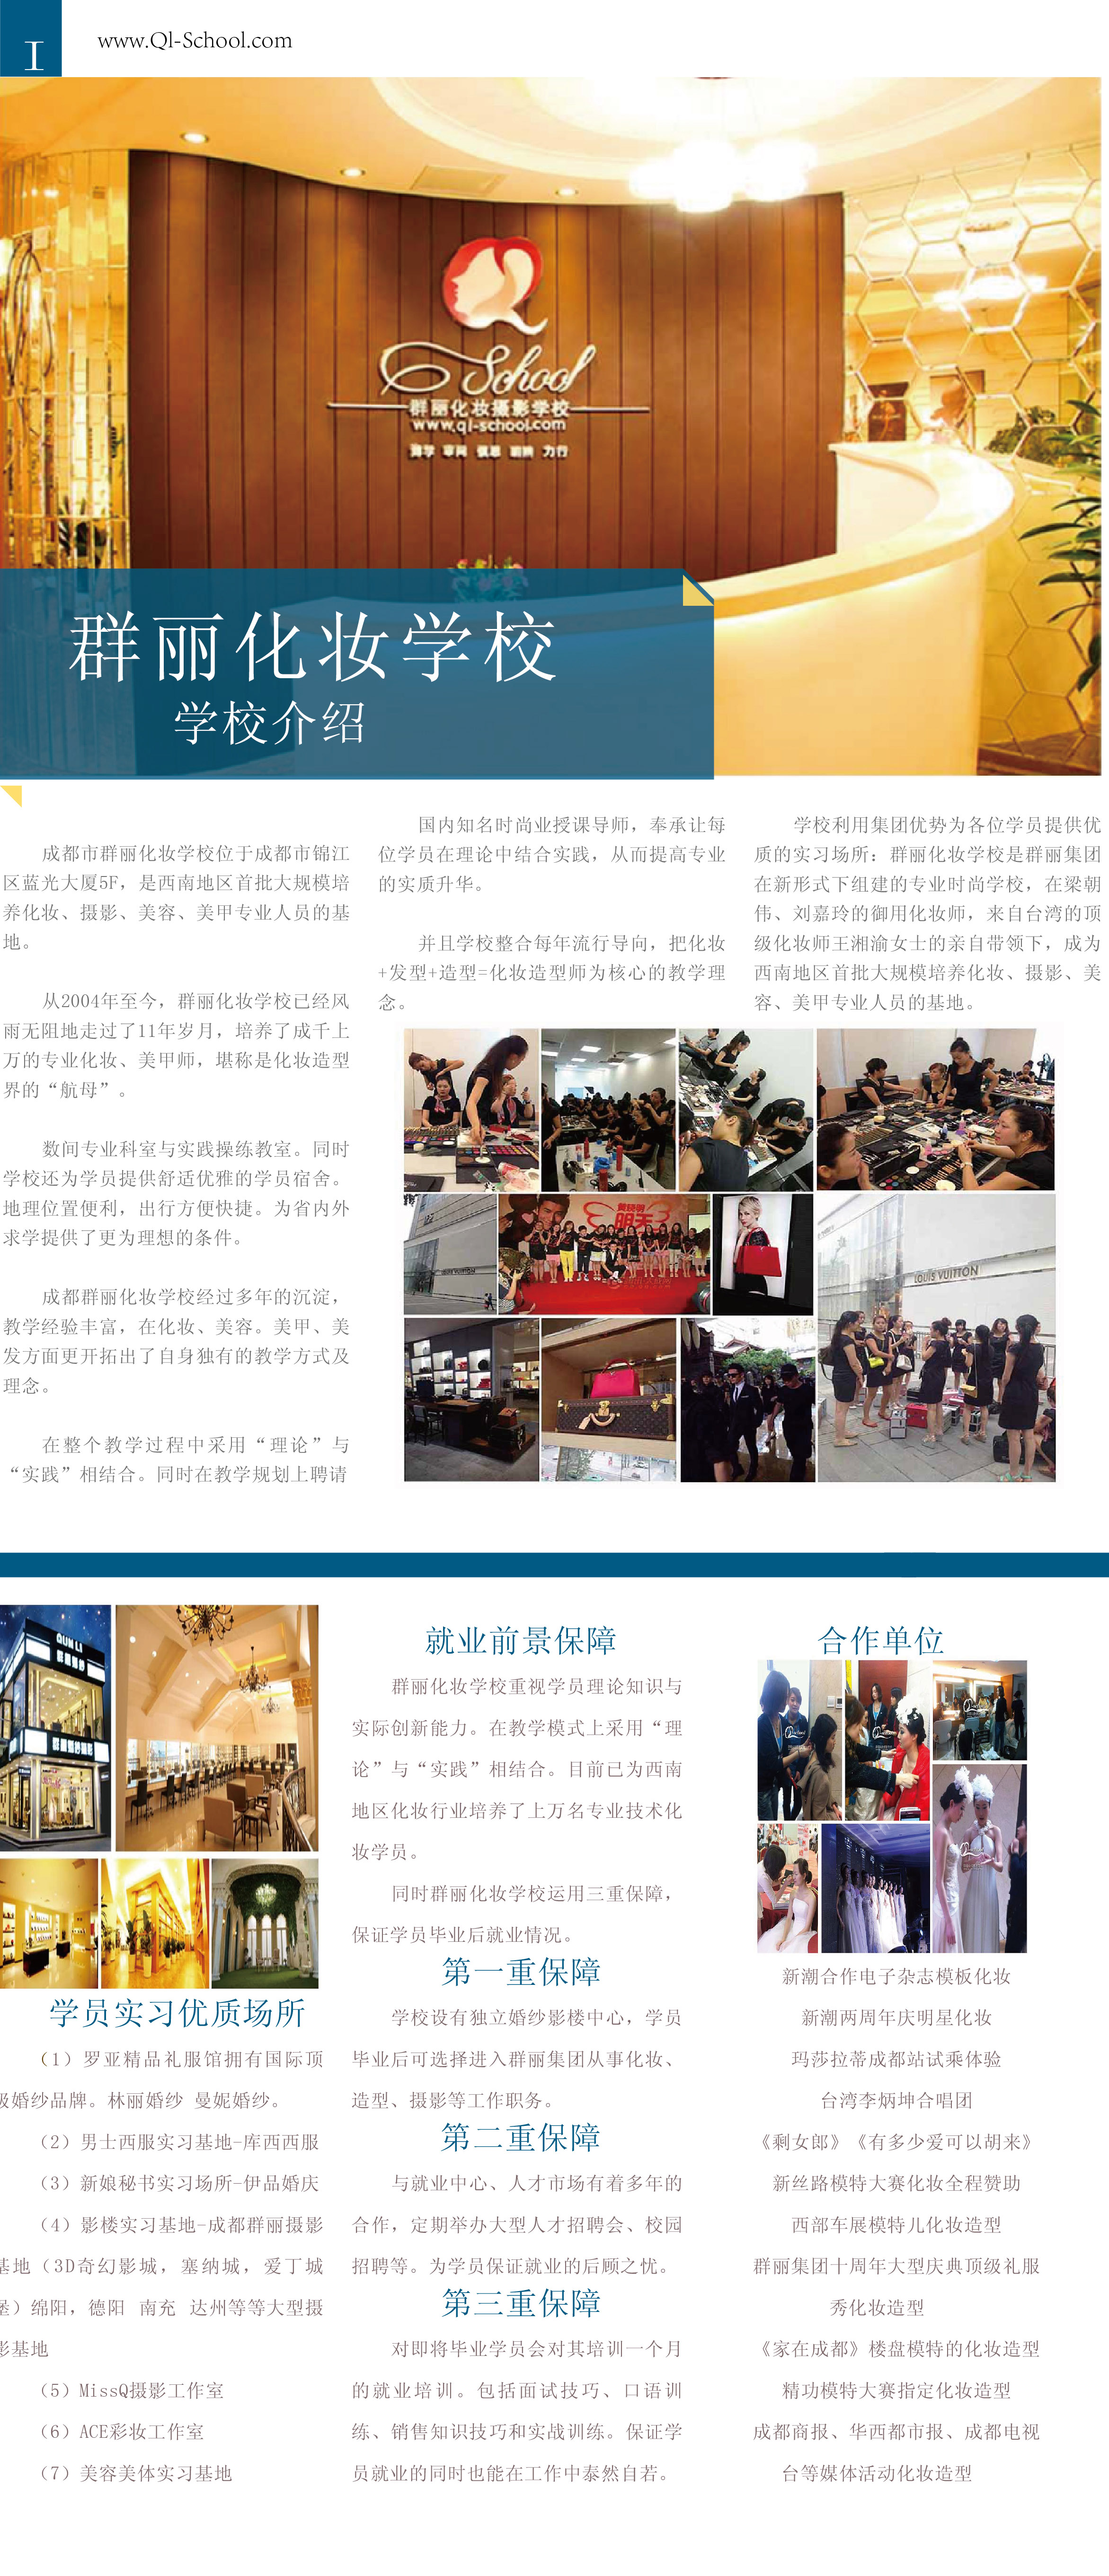 I
www.Ql-School.com
School
群丽化妆摄影学校
www.ql-school.com
群丽化妆学校
学校介绍
成都市群丽化妆学校位于成都市锦江
区蓝光大厦5F，是西南地区首批大规模培
养化妆、摄影、美容、美甲专业人员的基
地。
从2004年至今，群丽化妆学校已经风
雨无阻地走过了11年岁月，培养了成千上
万的专业化妆、美甲师，堪称是化妆造型
界的“航母”。
数间专业科室与实践操练教室。同时
学校还为学员提供舒适优雅的学员宿舍。
地理位置便利，出行方便快捷。为省内外
求学提供了更为理想的条件。
成都群丽化妆学校经过多年的沉淀，
教学经验丰富，在化妆、美容。美甲、美
发方面更开拓出了自身独有的教学方式及
理念。
在整个教学过程中采用“理论”与
“实践”相结合。同时在教学规划上聘请
国内知名时尚业授课导师，奉承让每
位学员在理论中结合实践，从而提高专业
的实质升华。
并且学校整合每年流行导向，把化妆
+发型+造型=化妆造型师为核心的教学理
念。
学校利用集团优势为各位学员提供优
质的实习场所：群丽化妆学校是群丽集团
在新形式下组建的专业时尚学校，在梁朝
伟、刘嘉玲的御用化妆师，来自台湾的顶
级化妆师王湘渝女士的亲自带领下，成为
西南地区首批大规模培养化妆、摄影、美
容、美甲专业人员的基地。
LOUIS VUITTON
QUN LI
学员实习优质场所
（1）罗亚精品礼服馆拥有国际顶
级婚纱品牌。林丽婚纱 曼妮婚纱。
（2）男士西服实习基地-库西西服
（3）新娘秘书实习场所-伊品婚庆
（4）影楼实习基地-成都群丽摄影
基地（3D奇幻影城，塞纳城，爱丁城
堡）绵阳，德阳 南充 达州等等大型摄
影基地
（5）MissQ摄影工作室
（6）ACE彩妆工作室
（7）美容美体实习基地
就业前景保障
群丽化妆学校重视学员理论知识与
实际创新能力。在教学模式上采用“理
论”与“实践”相结合。目前已为西南
地区化妆行业培养了上万名专业技术化
妆学员。
同时群丽化妆学校运用三重保障，
保证学员毕业后就业情况。
第一重保障
学校设有独立婚纱影楼中心，学员
毕业后可选择进入群丽集团从事化妆、
造型、摄影等工作职务。
第二重保障
与就业中心、人才市场有着多年的
合作，定期举办大型人才招聘会、校园
招聘等。为学员保证就业的后顾之忧。
第三重保障
对即将毕业学员会对其培训一个月
的就业培训。包括面试技巧、口语训
练、销售知识技巧和实战训练。保证学
员就业的同时也能在工作中泰然自若。
合作单位
新潮合作电子杂志模板化妆
新潮两周年庆明星化妆
玛莎拉蒂成都站试乘体验
台湾李炳坤合唱团
《剩女郎》《有多少爱可以胡来》
新丝路模特大赛化妆全程赞助
西部车展模特儿化妆造型
群丽集团十周年大型庆典顶级礼服
秀化妆造型
《家在成都》楼盘模特的化妆造型
精功模特大赛指定化妆造型
成都商报、华西都市报、成都电视
台等媒体活动化妆造型